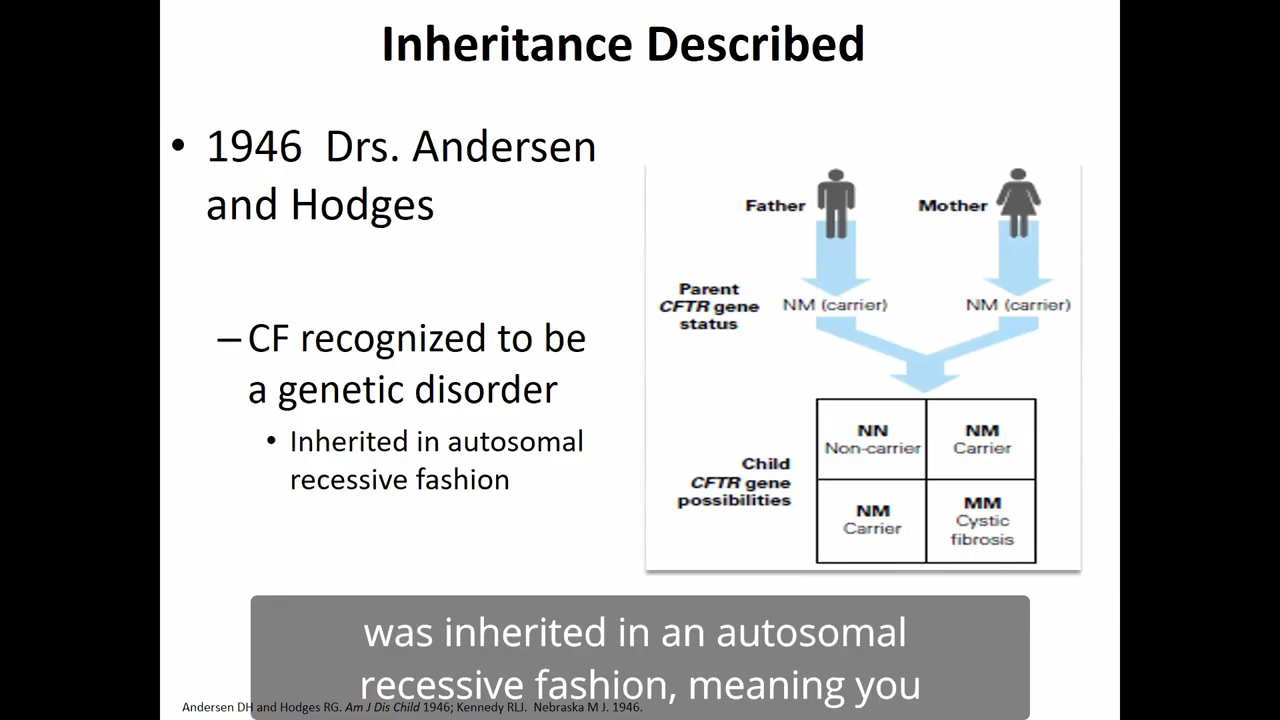 Inheritance Described
• 1946 Drs. Andersen
and Hodges
– CF recognized to be
a genetic disorder
• Inherited in autosomal
recessive fashion
Father
Mother
Parent
CFTR gene
status
NM (carrier)
NM (carrier)
Child
CFTR gene
possibilities
NN
Non-carrier
NM
Carrier
NM
Carrier
MM
Cystic
fibrosis
was inherited in an autosomal
recessive fashion, meaning you
Andersen DH and Hodges RG. Am J Dis Child 1946; Kennedy RLJ. Nebraska M J. 1946.